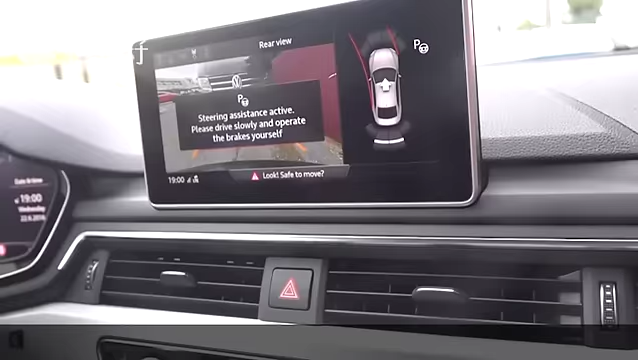 Rear view
Steering assistance active.
Please drive slowly and operate
the brakes yourself
19:00
Look! Safe to move?
19:00
Wednesday